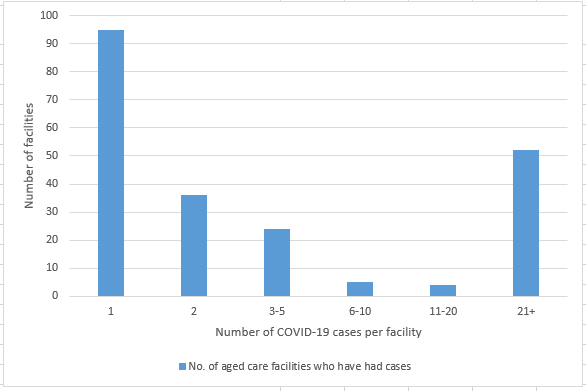 100
90
80
70
60
50
40
30
20
10
0
Number of facilities
1 2 3-5 6-10 11-20 21+
Number of COVID-19 cases per facility
No. of aged care facilities who have had cases